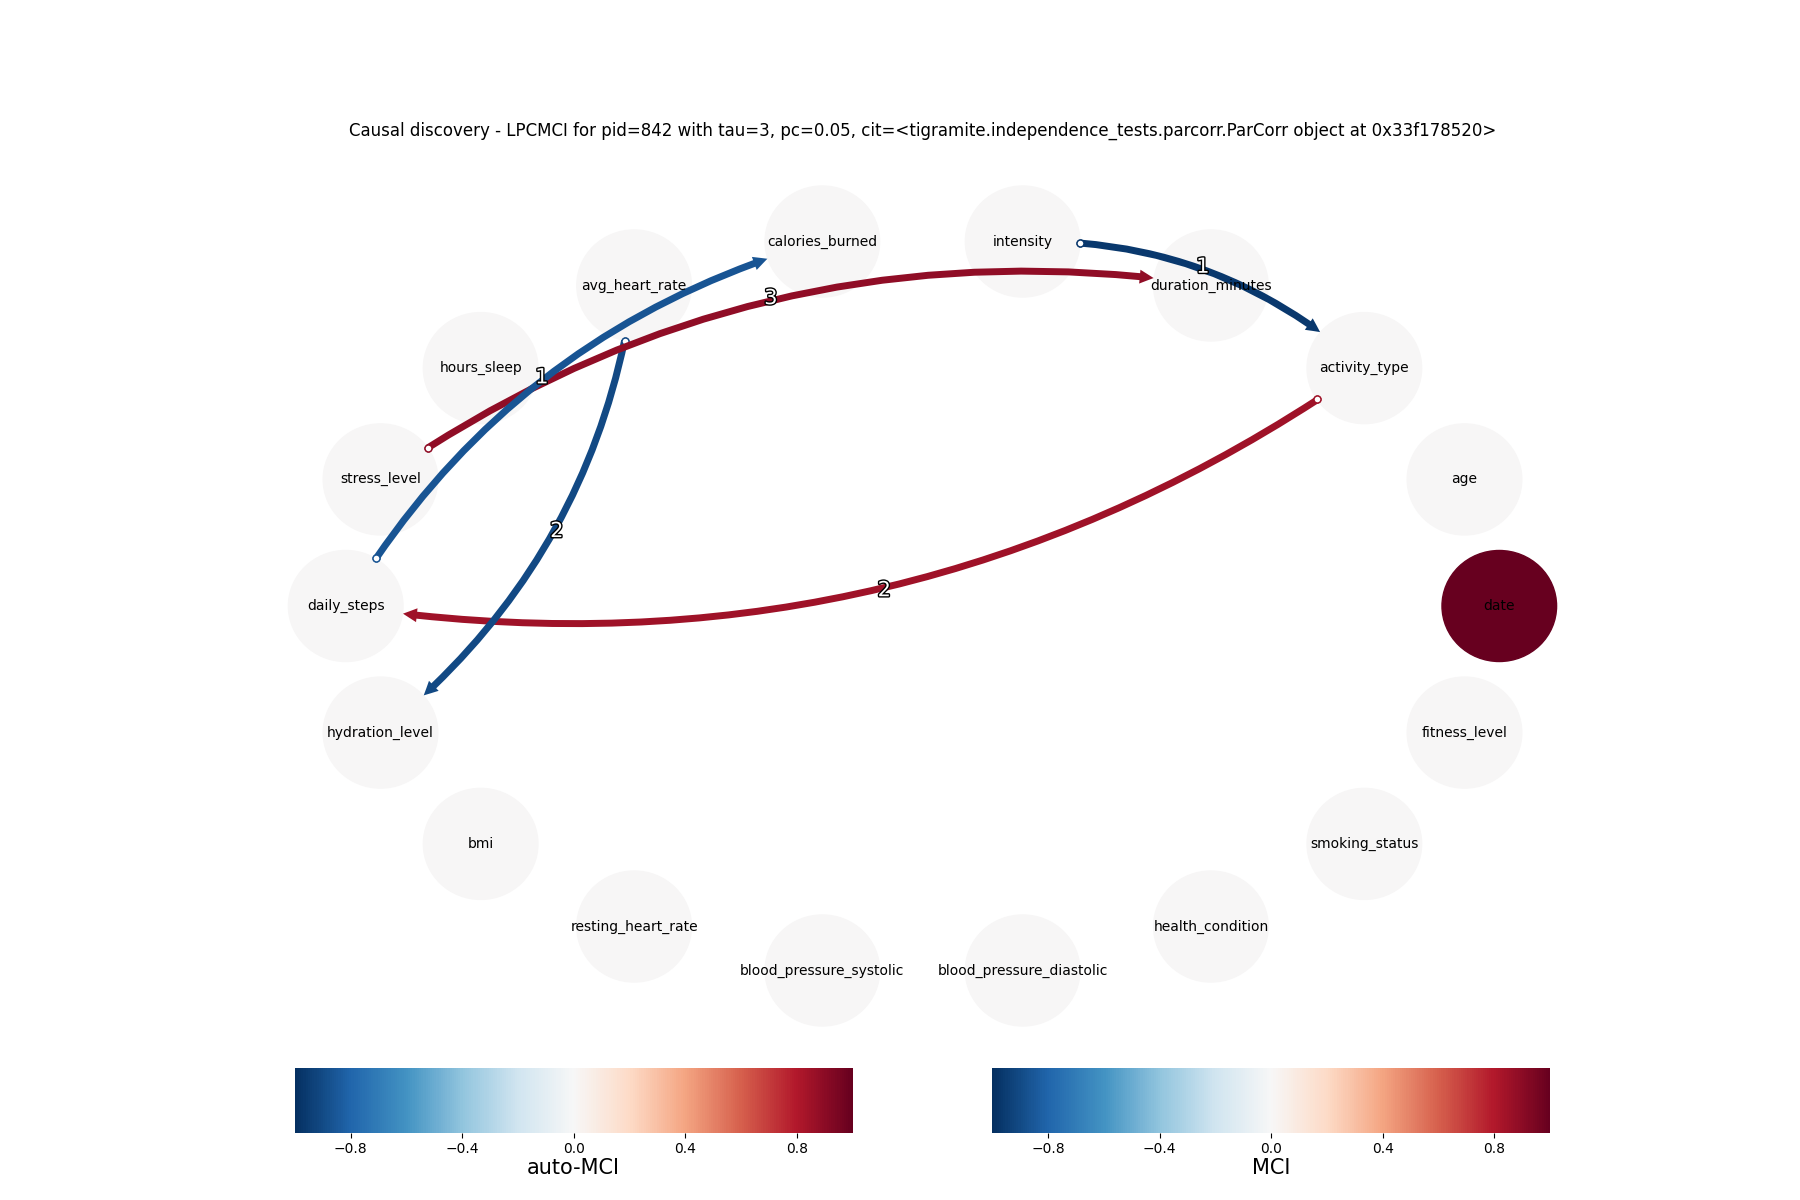 Causal discovery - LPCMCI for pid=842 with tau=3, pc=0.05, cit=<tigramite.independence_tests.parcorr.ParCorr object at 0x33f178520>
calories_burned
intensity
avg_heart_rate
duration_minutes
1
3
hours_sleep
activity_type
1
stress_level
age
2
2
daily_steps
date
hydration_level
fitness_level
bmi
smoking_status
resting_heart_rate
health_condition
blood_pressure_systolic
blood_pressure_diastolic
−0.8 −0.4 0.0 0.4 0.8
auto-MCI
−0.8 −0.4 0.0 0.4 0.8
MCI